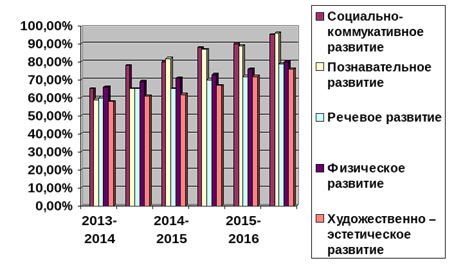 100,00%
90,00%
80,00%
70,00%
60,00%
50,00%
40,00%
30,00%
20,00%
10,00%
0,00%
2013-
2014
2014-
2015
2015-
2016
Социально-
коммукативное
развитие
Познавательное
развитие
Речевое развитие
Физическое
развитие
Художественно –
эстетическое
развитие